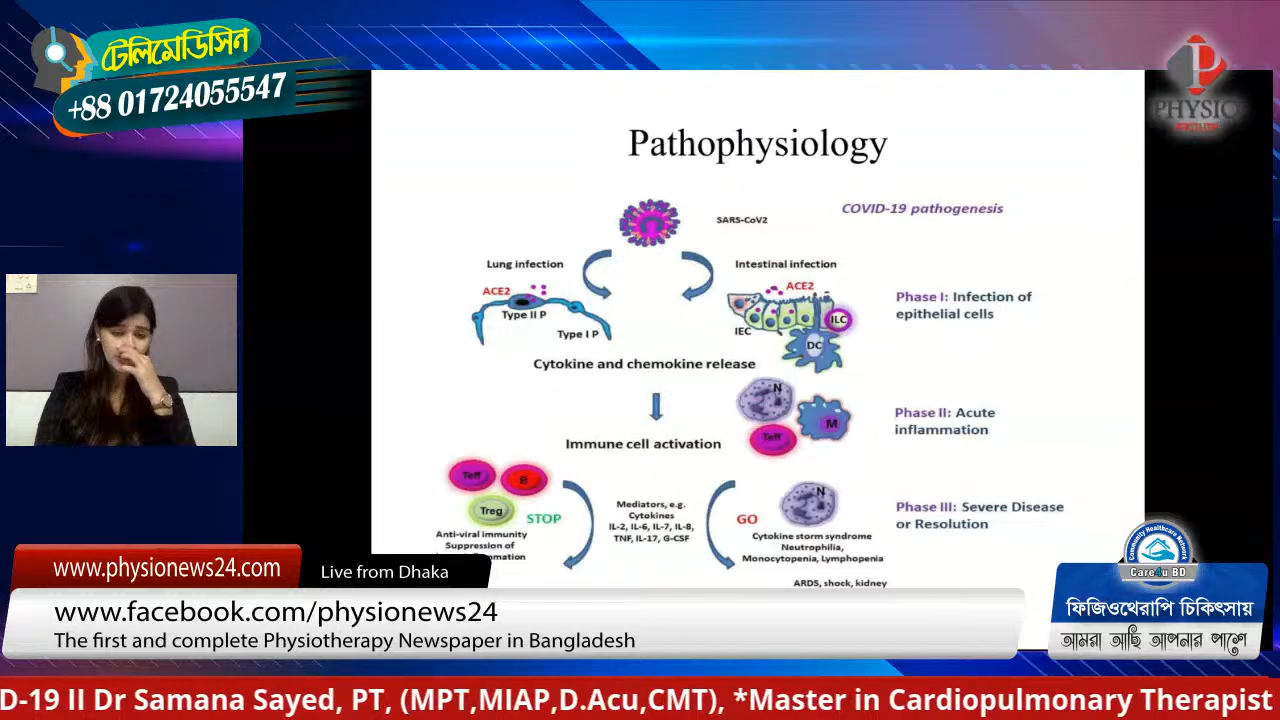 টেলিমেডিসিন
+88 01724055547
PHYSIO
Pathophysiology
COVID-19 pathogenesis
SARS-CoV2
Lung infection
Intestinal infection
ACE2
ACE2
Type II P
Type I P
IEC
ILC
DC
Phase I: Infection of
epithelial cells
Cytokine and chemokine release
N
M
Teff
Phase II: Acute
inflammation
Immune cell activation
Teff
B
Treg
STOP
Anti-viral immunity
Suppression of
Mediators, e.g.
Cytokines
IL-2, IL-6, IL-7, IL-8,
TNF, IL-17, G-CSF
GO
N
Cytokine storm syndrome
Neutrophilia,
Monocytopenia, Lymphopenia
ARDS, shock, kidney
Phase III: Severe Disease
or Resolution
www.physionews24.com
Live from Dhaka
www.facebook.com/physionews24
The first and complete Physiotherapy Newspaper in Bangladesh
Community Healthcare Network
Care4u BD
ফিজিওথেরাপি চিকিৎসায়
আমরা আছি আপনার পাশে
D-19 II Dr Samana Sayed, PT, (MPT,MIAP,D.Acu,CMT), *Master in Cardiopulmonary Therapist